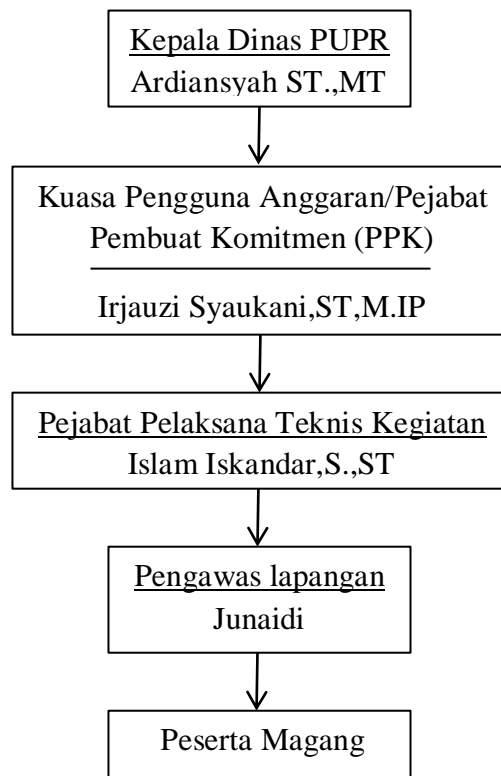 Kepala Dinas PUPR
Ardiansyah ST.,MT
Kuasa Pengguna Anggaran/Pejabat
Pembuat Komitmen (PPK)
Irjauzi Syaukani,ST,M.IP
Pejabat Pelaksana Teknis Kegiatan
Islam Iskandar,S.,ST
Pengawas lapangan
Junaidi
Peserta Magang